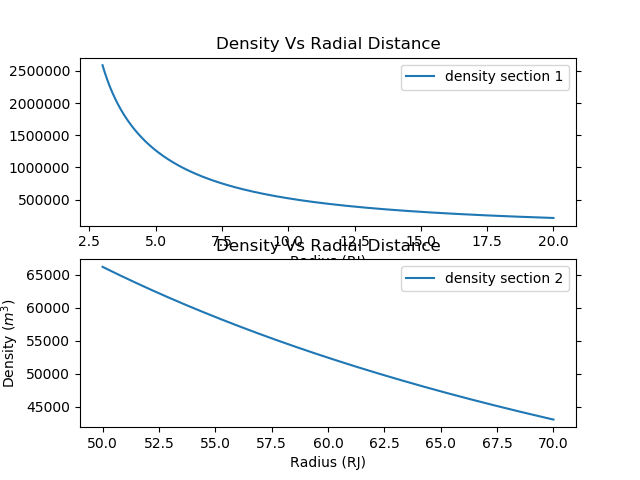 Density Vs Radial Distance
density section 1
2500000
2000000
1500000
1000000
500000
2.5 5.0 7.5 10.0 12.5 15.0 17.5 20.0
Radius (RJ)
Density Vs Radial Distance
density section 2
65000
60000
55000
50000
45000
Density (m³)
50.0 52.5 55.0 57.5 60.0 62.5 65.0 67.5 70.0
Radius (RJ)